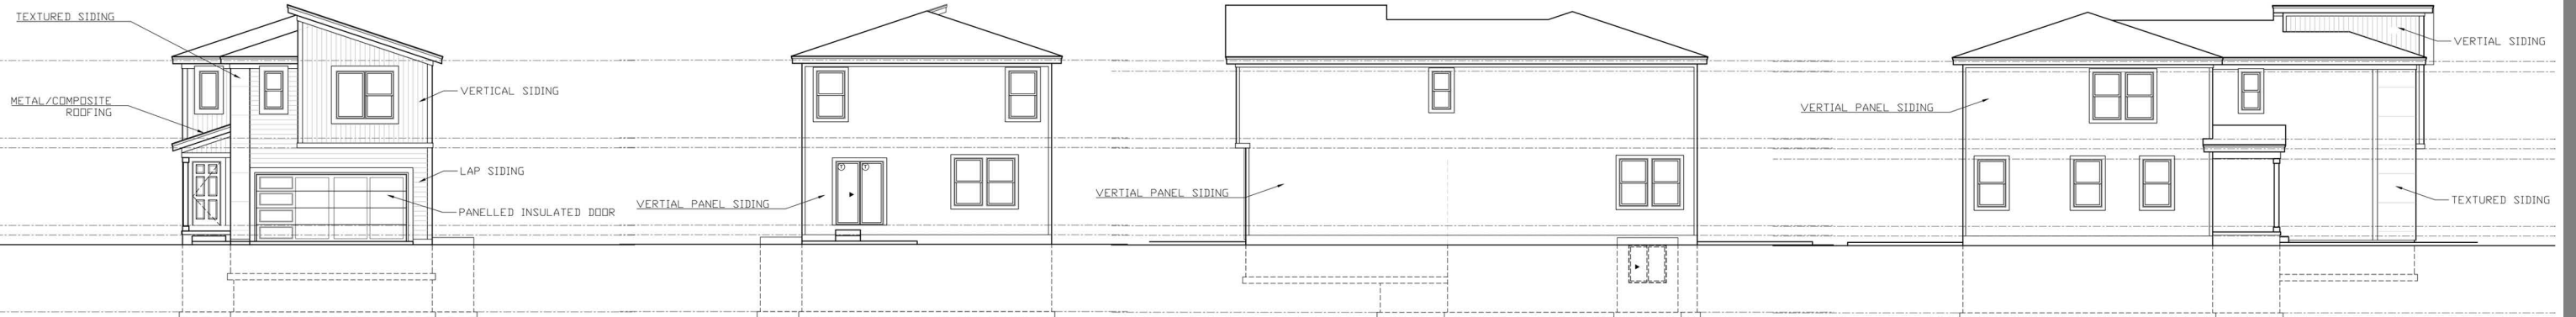 TEXTURED SIDING
METAL/COMPOSITE
ROOFING
VERTICAL SIDING
LAP SIDING
PANELLED INSULATED DOOR
VERTIAL PANEL SIDING
VERTIAL PANEL SIDING
VERTIAL PANEL SIDING
VERTIAL SIDING
TEXTURED SIDING